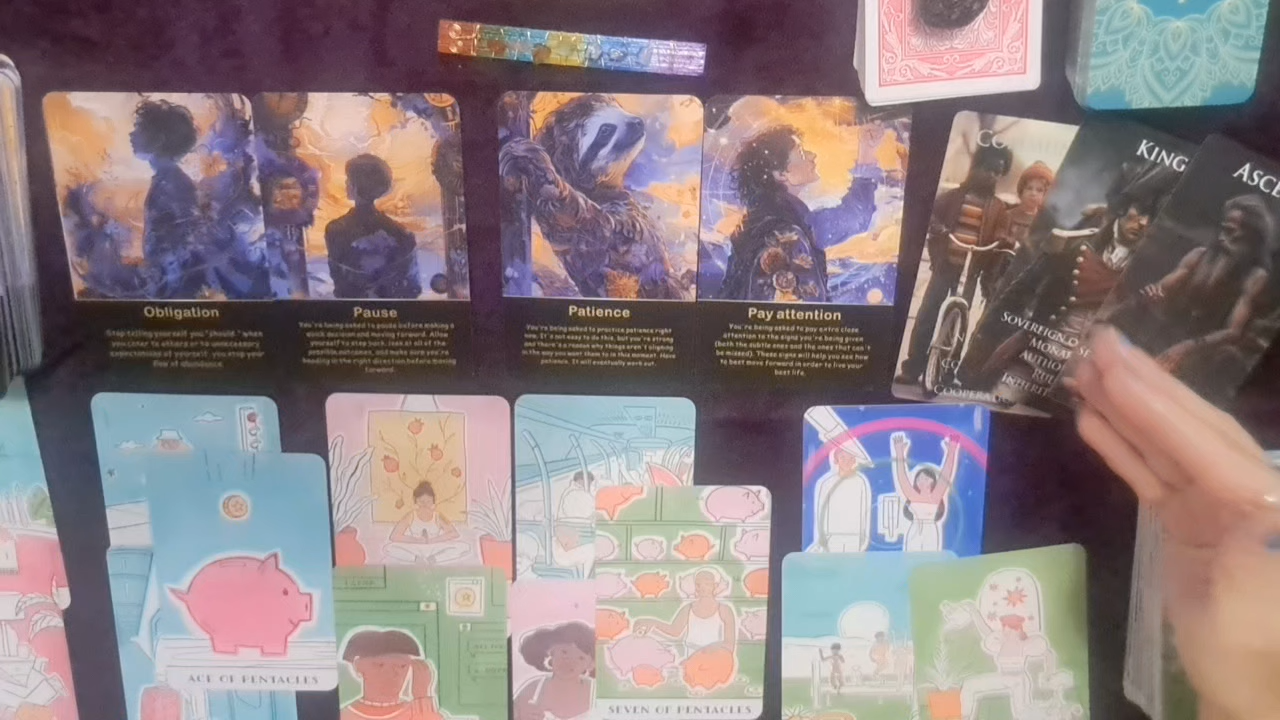 Obligation
Stop telling yourself you "should." When
you listen to others or to unnecessary
expectations of yourself, you stop your
flow of abundance.
Pause
You're being asked to pause before making a
quick decision and moving forward. Allow
yourself to step back, look at all of the
possible outcomes, and make sure you're
heading in the right direction before moving
forward.
Patience
You're being asked to practice patience right
now. It's not easy to do this, but you're strong
and there's a reason why things aren't aligning
in the way you want them to in this moment. Have
patience. It will eventually work out.
Pay attention
You're being asked to pay extra close
attention to the signs you're being given
(both the subtle ones and the ones that can't
be missed). These signs will help you see how
to best move forward in order to live your
best life.
KING
SOVEREIGN
ACE OF PENTACLES
SEVEN OF PENTACLES